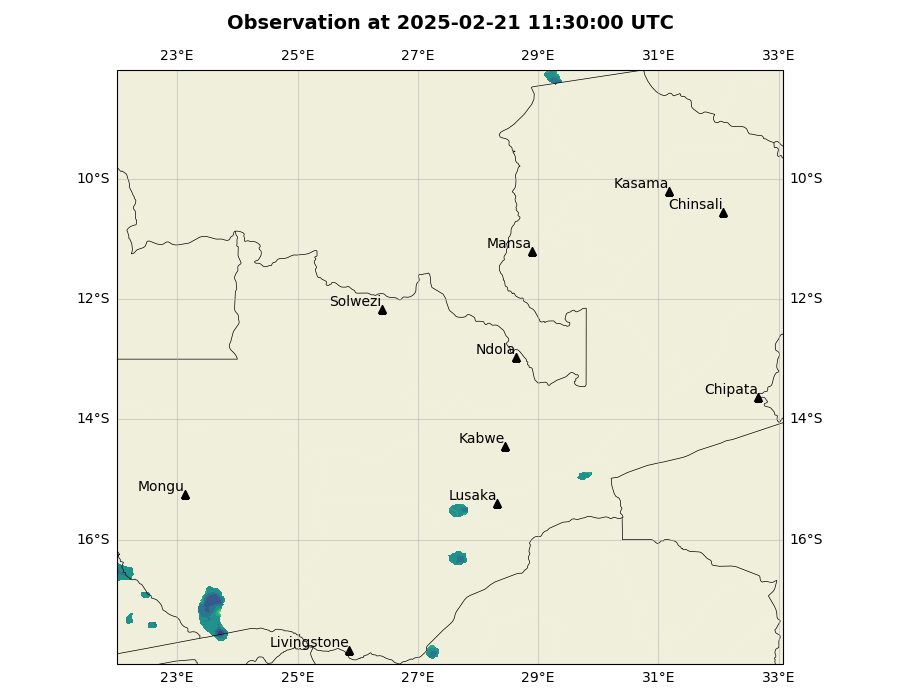 Observation at 2025-02-21 11:30:00 UTC
23°E 25°E 27°E 29°E 31°E 33°E
10°S 10°S
Kasama
Chinsali
Mansa
12°S 12°S
Solwezi
Ndola
Chipata
14°S 14°S
Kabwe
Mongu
Lusaka
16°S 16°S
Livingstone
23°E 25°E 27°E 29°E 31°E 33°E